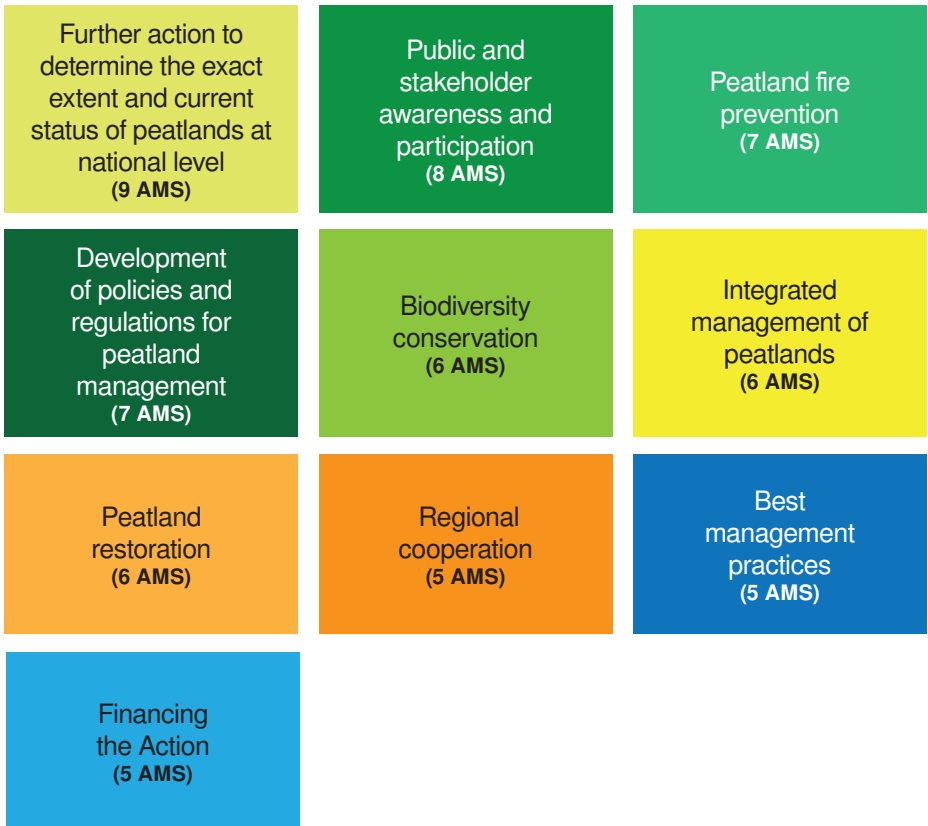 Further action to
determine the exact
extent and current
status of peatlands at
national level
(9 AMS)
Public and
stakeholder
awareness and
participation
(8 AMS)
Peatland fire
prevention
(7 AMS)
Development
of policies and
regulations for
peatland
management
(7 AMS)
Biodiversity
conservation
(6 AMS)
Integrated
management of
peatlands
(6 AMS)
Peatland
restoration
(6 AMS)
Regional
cooperation
(5 AMS)
Best
management
practices
(5 AMS)
Financing
the Action
(5 AMS)